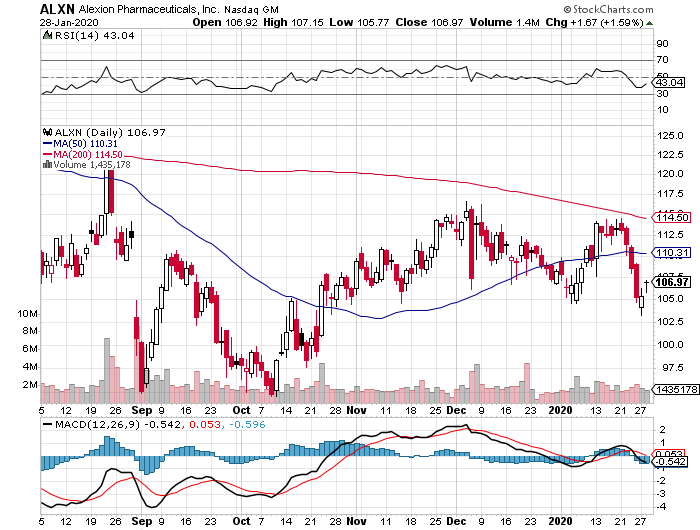 ALXN Alexion Pharmaceuticals, Inc. Nasdaq GM © StockCharts.com
28-Jan-2020 Open 106.92 High 107.15 Low 105.77 Close 106.97 Volume 1.4M Chg +1.67 (+1.59%)
RSI(14) 43.04
90
70
50
43.04
30
10
ALXN (Daily) 106.97
MA(50) 110.31
MA(200) 114.50
Volume 1,435,178
125.0
122.5
120.0
117.5
114.50
112.5
110.31
106.97
105.0
102.5
100.0
97.5
1435178
10M
8M
6M
4M
2M
5 12 19 26 Sep 9 16 23 Oct 7 14 21 28 Nov 11 18 25 Dec 9 16 23 2020 13 21 27
MACD(12,26,9) -0.542, 0.053, -0.596
2
1
0.053
-0.542
-1
-2
-3
-4
5 12 19 26 Sep 9 16 23 Oct 7 14 21 28 Nov 11 18 25 Dec 9 16 23 2020 13 21 27